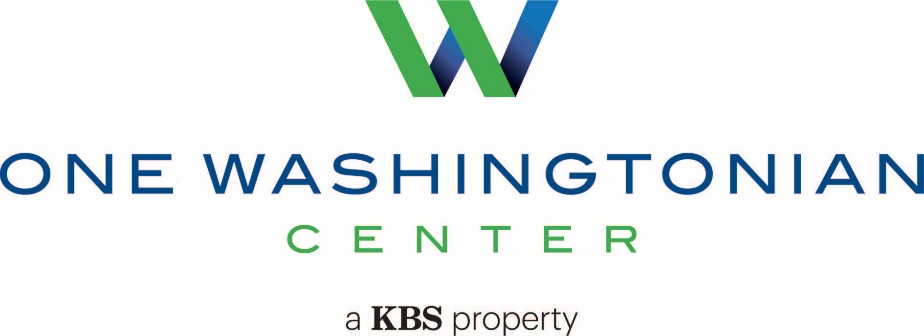 W
ONE WASHINGTONIAN
CENTER
a KBS property